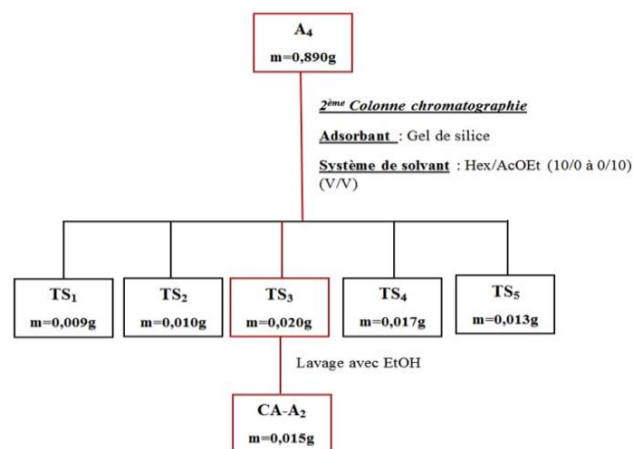 A₄
m=0,890g
2ème Colonne chromatographie
Adsorbant : Gel de silice
Système de solvant : Hex/AcOEt (10/0 à 0/10)
(V/V)
TS₁
m=0,009g
TS₂
m=0,010g
TS₃
m=0,020g
TS₄
m=0,017g
TS₅
m=0,013g
Lavage avec EtOH
CA-A₂
m=0,015g